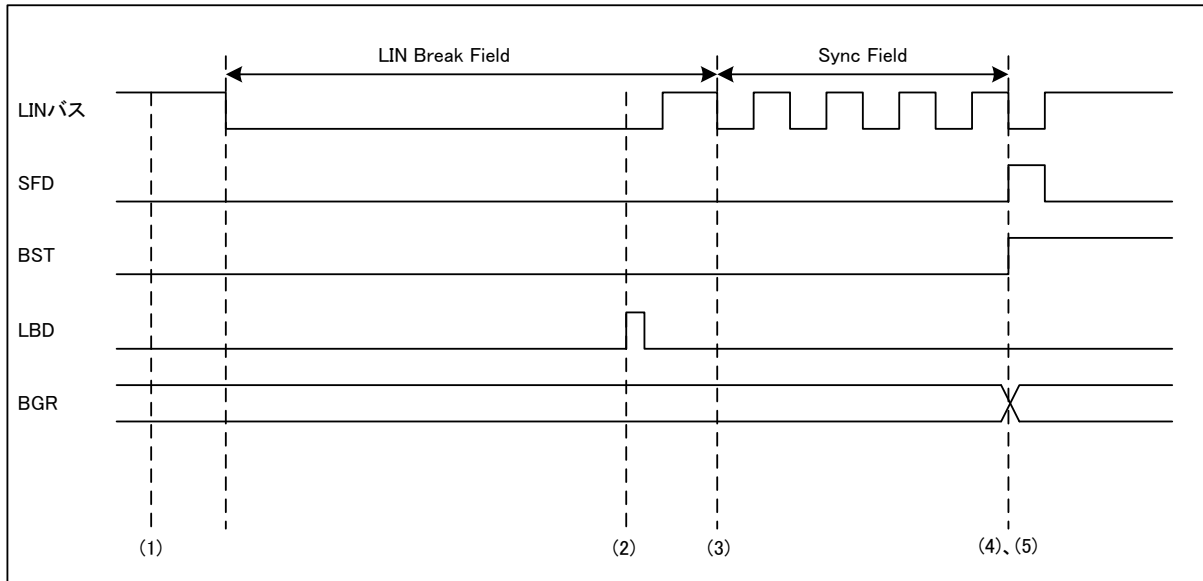 LIN Break Field
Sync Field
LINバス
SFD
BST
LBD
BGR
(1)
(2)
(3)
(4)、(5)